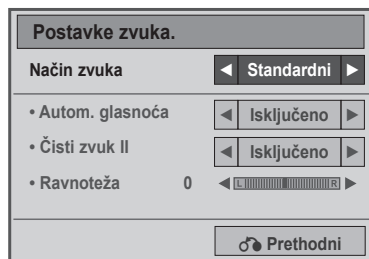 Postavke zvuka.
Način zvuka ◀ Standardni ▶
• Autom. glasnoća ◀ Isključeno ▶
• Čisti zvuk II ◀ Isključeno ▶
• Ravnoteža 0 ◀ L R ▶
Prethodni